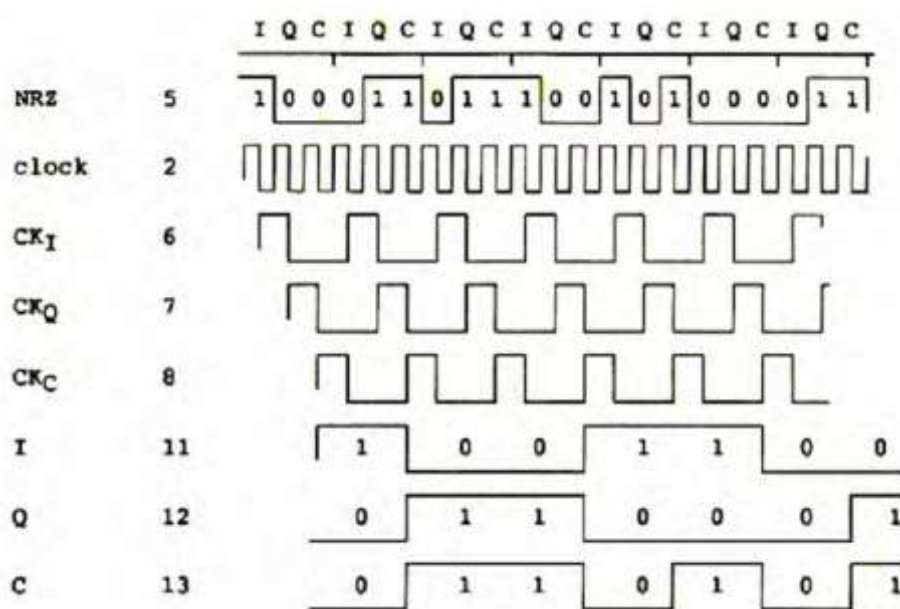 I Q C I Q C I Q C I Q C I Q C I Q C I Q C
NRZ 5 1 0 0 0 1 1 0 1 1 1 0 0 1 0 1 0 0 0 0 1 1
clock 2
CKI 6
CKQ 7
CKC 8
I 11 1 0 0 1 1 0 0
Q 12 0 1 1 0 0 0 1
C 13 0 1 1 0 1 0 1